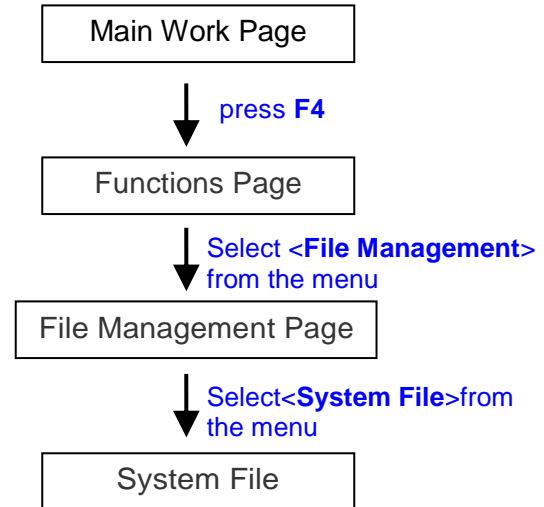 Main Work Page
press F4
Functions Page
Select <File Management>
from the menu
File Management Page
Select<System File>from
the menu
System File